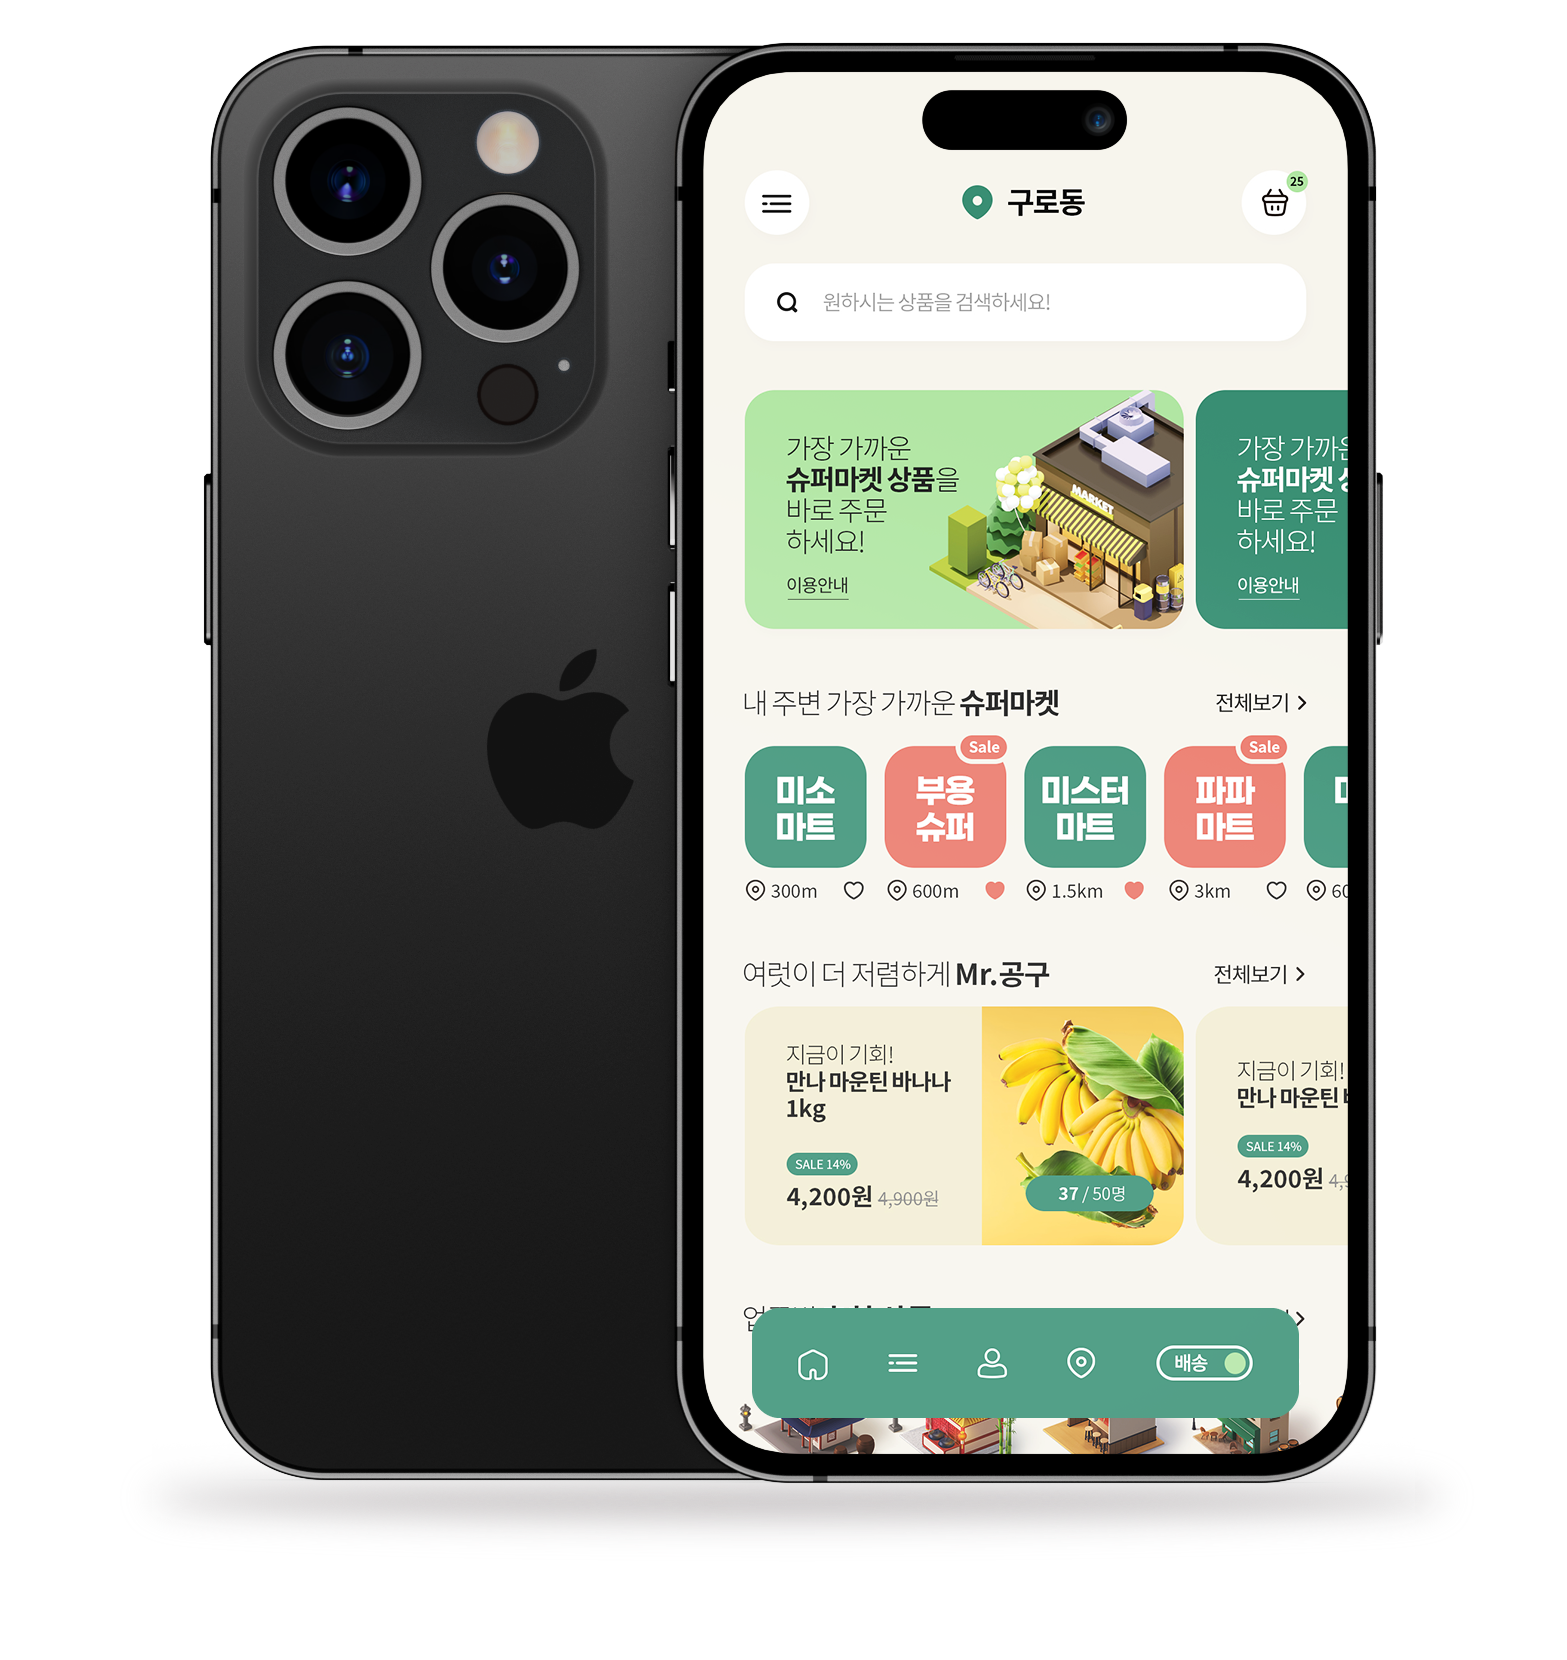 구로동
25
원하시는 상품을 검색하세요!
가장 가까운
슈퍼마켓 상품을
바로 주문
하세요!
이용안내
MARKET
가장 가까운
슈퍼마켓
바로 주문
하세요!
이용안내
내 주변 가장 가까운 슈퍼마켓
전체보기
미소
마트
300m
Sale
부용
슈퍼
600m
미스터
마트
1.5km
Sale
파파
마트
3km
60
여럿이 더 저렴하게 Mr.공구
전체보기
지금이 기회!
만나 마운틴 바나나
1kg
SALE 14%
4,200원 4,900원
37 / 50명
지금이 기회!
만나 마운틴
SALE 14%
4,200원 4,9
배송